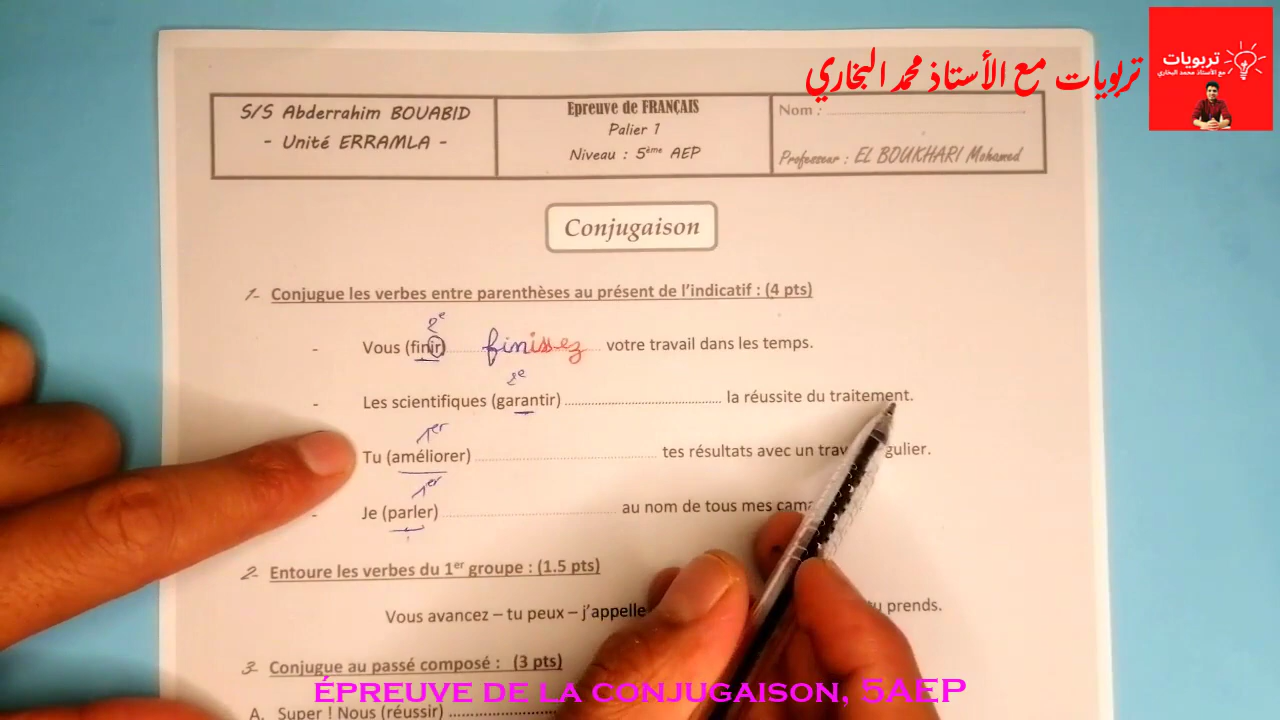 تربويات مع الأستاذ محمد البخاري
تربويات
مع الأستاذ محمد البخاري
S/S Abderrahim BOUABID
- Unité ERRAMLA -
Epreuve de FRANÇAIS
Palier 1
Niveau : 5ème AEP
Nom :
Professeur : EL BOUKHARI Mohamed
Conjugaison
1- Conjugue les verbes entre parenthèses au présent de l'indicatif : (4 pts)
2e
- Vous (finir) finissez votre travail dans les temps.
2e
- Les scientifiques (garantir) ........ la réussite du traitement.
1er
Tu (améliorer) ........ tes résultats avec un
1er
- Je (parler) ........ au nom de tous mes
2- Entoure les verbes du 1er groupe : (1.5 pts)
Vous avancez – tu peux – j'appelle tu prends.
3- Conjugue au passé composé : (3 pts)
A. Super ! Nous (réussir) ........
ÉPREUVE DE LA CONJUGAISON, 5AEP